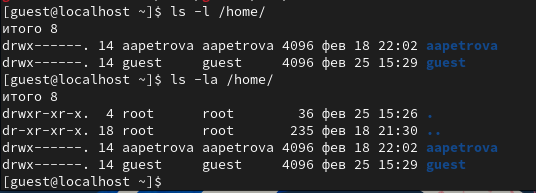 [guest@localhost ~]$ ls -l /home/
итого 8
drwx------. 14 aapetrova aapetrova 4096 фев 18 22:02 aapetrova
drwx------. 14 guest     guest     4096 фев 25 15:29 guest
[guest@localhost ~]$ ls -la /home/
итого 8
drwxr-xr-x.  4 root      root        36 фев 25 15:26 .
dr-xr-xr-x. 18 root      root       235 фев 18 21:30 ..
drwx------. 14 aapetrova aapetrova 4096 фев 18 22:02 aapetrova
drwx------. 14 guest     guest     4096 фев 25 15:29 guest
[guest@localhost ~]$